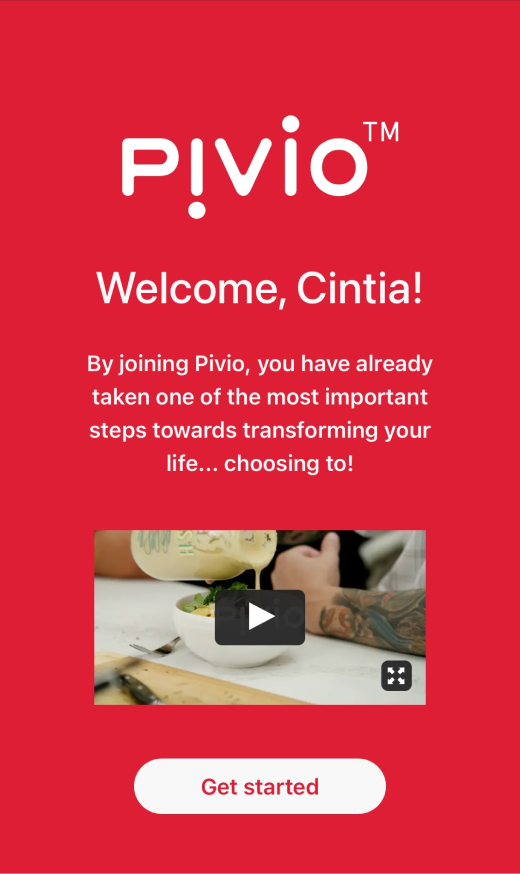 Pivio™
Welcome, Cintia!
By joining Pivio, you have already
taken one of the most important
steps towards transforming your
life... choosing to!
Get started